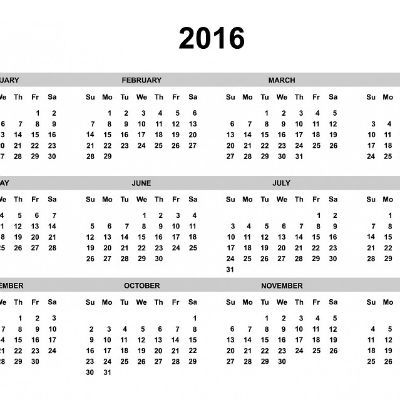 2016
UARY
We Th Fr Sa
1 2
6 7 8 9
3 14 15 16
0 21 22 23
7 28 29 30
FEBRUARY
Su Mo Tu We Th Fr Sa
1 2 3 4 5 6
7 8 9 10 11 12 13
14 15 16 17 18 19 20
21 22 23 24 25 26 27
28 29
MARCH
Su Mo Tu We Th Fr Sa
1 2 3 4 5
6 7 8 9 10 11 12
13 14 15 16 17 18 19
20 21 22 23 24 25 26
27 28 29 30 31
Su Mo
3 4
10 11
17 18
24 25
AY
We Th Fr Sa
4 5 6 7
1 12 13 14
8 19 20 21
5 26 27 28
JUNE
Su Mo Tu We Th Fr Sa
1 2 3 4
5 6 7 8 9 10 11
12 13 14 15 16 17 18
19 20 21 22 23 24 25
26 27 28 29 30
JULY
Su Mo Tu We Th Fr Sa
1 2
3 4 5 6 7 8 9
10 11 12 13 14 15 16
17 18 19 20 21 22 23
24 25 26 27 28 29 30
31
Su Mo
1
7 8
14 15
21 22
28 29
EMBER
We Th Fr Sa
1 2 3
7 8 9 10
4 15 16 17
1 22 23 24
8 29 30
OCTOBER
Su Mo Tu We Th Fr Sa
1
2 3 4 5 6 7 8
9 10 11 12 13 14 15
16 17 18 19 20 21 22
23 24 25 26 27 28 29
30 31
NOVEMBER
Su Mo Tu We Th Fr Sa
1 2 3 4 5
6 7 8 9 10 11 12
13 14 15 16 17 18 19
20 21 22 23 24 25 26
27 28 29 30
Su Mo
4 5
11 12
18 19
25 26